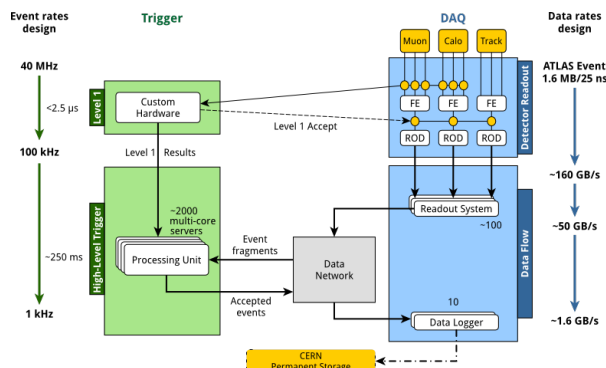 Event rates
design
Trigger
DAQ
Data rates
design
40 MHz
<2.5 μs
100 kHz
~250 ms
1 kHz
Level 1
Custom
Hardware
Level 1 Accept
Level 1 Results
High-Level Trigger
~2000
multi-core
servers
Processing Unit
Event
fragments
Accepted
events
Data
Network
Muon
Calo
Track
FE
FE
FE
ROD
ROD
ROD
Detector Readout
Readout System
~100
Data Flow
10
Data Logger
CERN
Permanent Storage
ATLAS Event
1.6 MB/25 ns
~160 GB/s
~50 GB/s
~1.6 GB/s